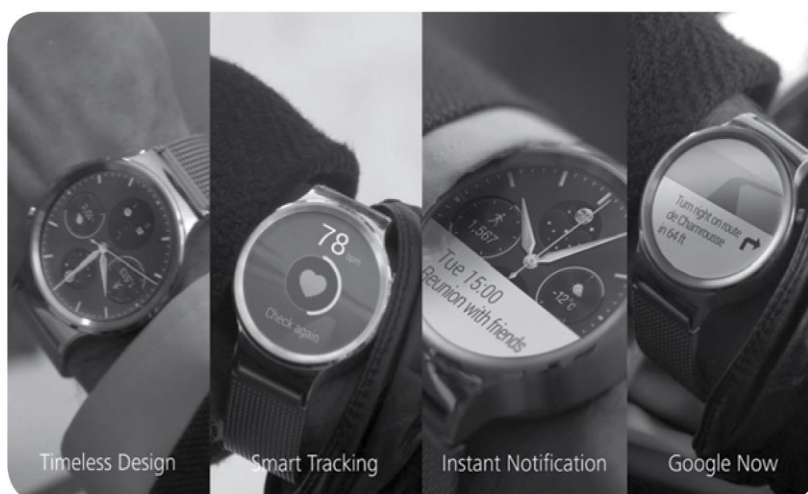 78 bpm
Check again
1,567
-12°C
Tue 15:00
Reunion with friends
Turn right on route
de Chamrousse
in 64 ft
Timeless Design
Smart Tracking
Instant Notification
Google Now